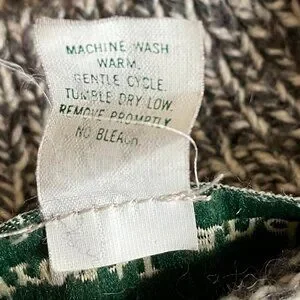 MACHINE WASH
WARM.
GENTLE CYCLE.
TUMBLE DRY LOW.
REMOVE PROMPTLY.
NO BLEACH.